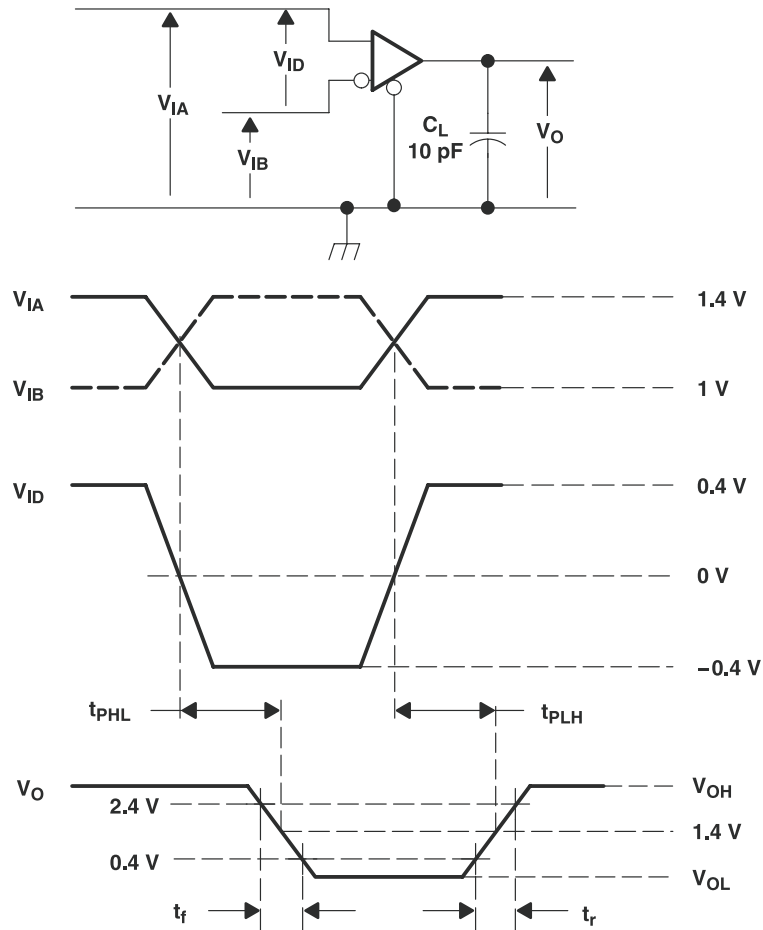 V_ID
V_IA
V_IB
C_L
10 pF
V_O
V_IA
1.4 V
V_IB
1 V
V_ID
0.4 V
0 V
−0.4 V
t_PHL
t_PLH
V_O
V_OH
2.4 V
1.4 V
0.4 V
V_OL
t_f
t_r